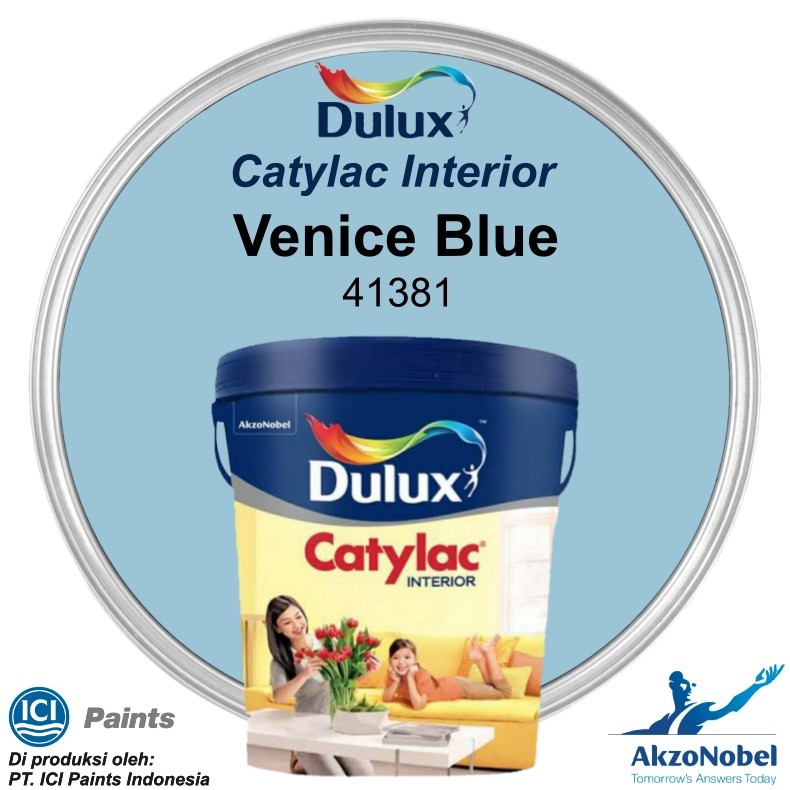 Dulux
Catylac Interior
Venice Blue
41381
AkzoNobel
Dulux™
Catylac®
INTERIOR
ICI Paints
Di produksi oleh:
PT. ICI Paints Indonesia
AkzoNobel
Tomorrow's Answers Today